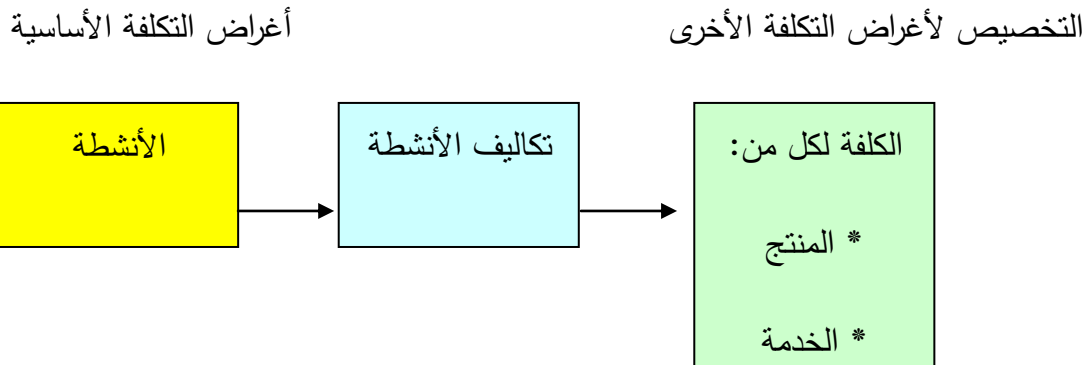 التخصيص لأغراض التكلفة الأخرى
أغراض التكلفة الأساسية
الأنشطة
تكاليف الأنشطة
الكلفة لكل من:
* المنتج
* الخدمة